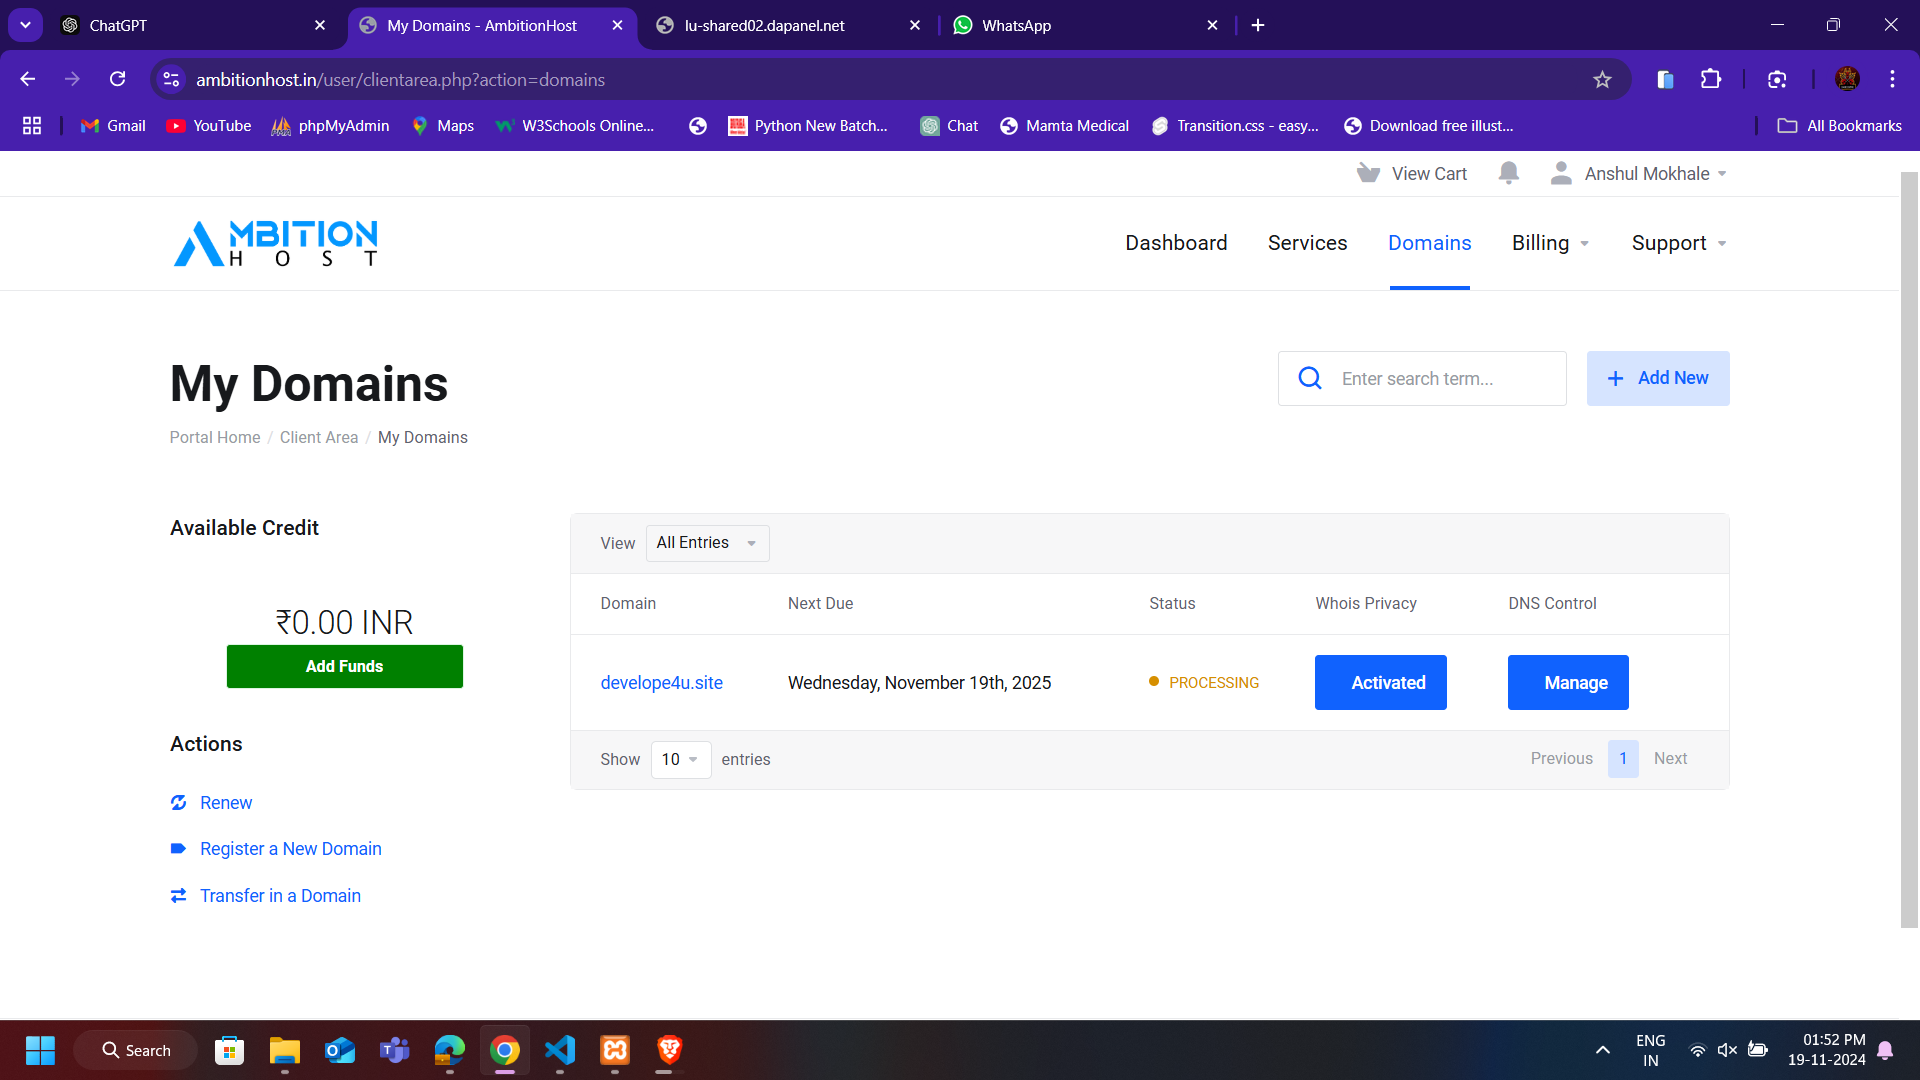 ChatGPT
My Domains - AmbitionHost
lu-shared02.dapanel.net
WhatsApp
ambitionhost.in/user/clientarea.php?action=domains
Gmail
YouTube
phpMyAdmin
Maps
W3Schools Online...
Python New Batch...
Chat
Mamta Medical
Transition.css - easy...
Download free illust...
All Bookmarks
View Cart
Anshul Mokhale
AMBITION
HOST
Dashboard
Services
Domains
Billing
Support
My Domains
Enter search term...
+ Add New
Portal Home / Client Area / My Domains
Available Credit
₹0.00 INR
Add Funds
Actions
Renew
Register a New Domain
Transfer in a Domain
View All Entries
Domain Next Due Status Whois Privacy DNS Control
develope4u.site Wednesday, November 19th, 2025 PROCESSING Activated Manage
Show 10 entries
Previous 1 Next
Search
ENG
IN
01:52 PM
19-11-2024